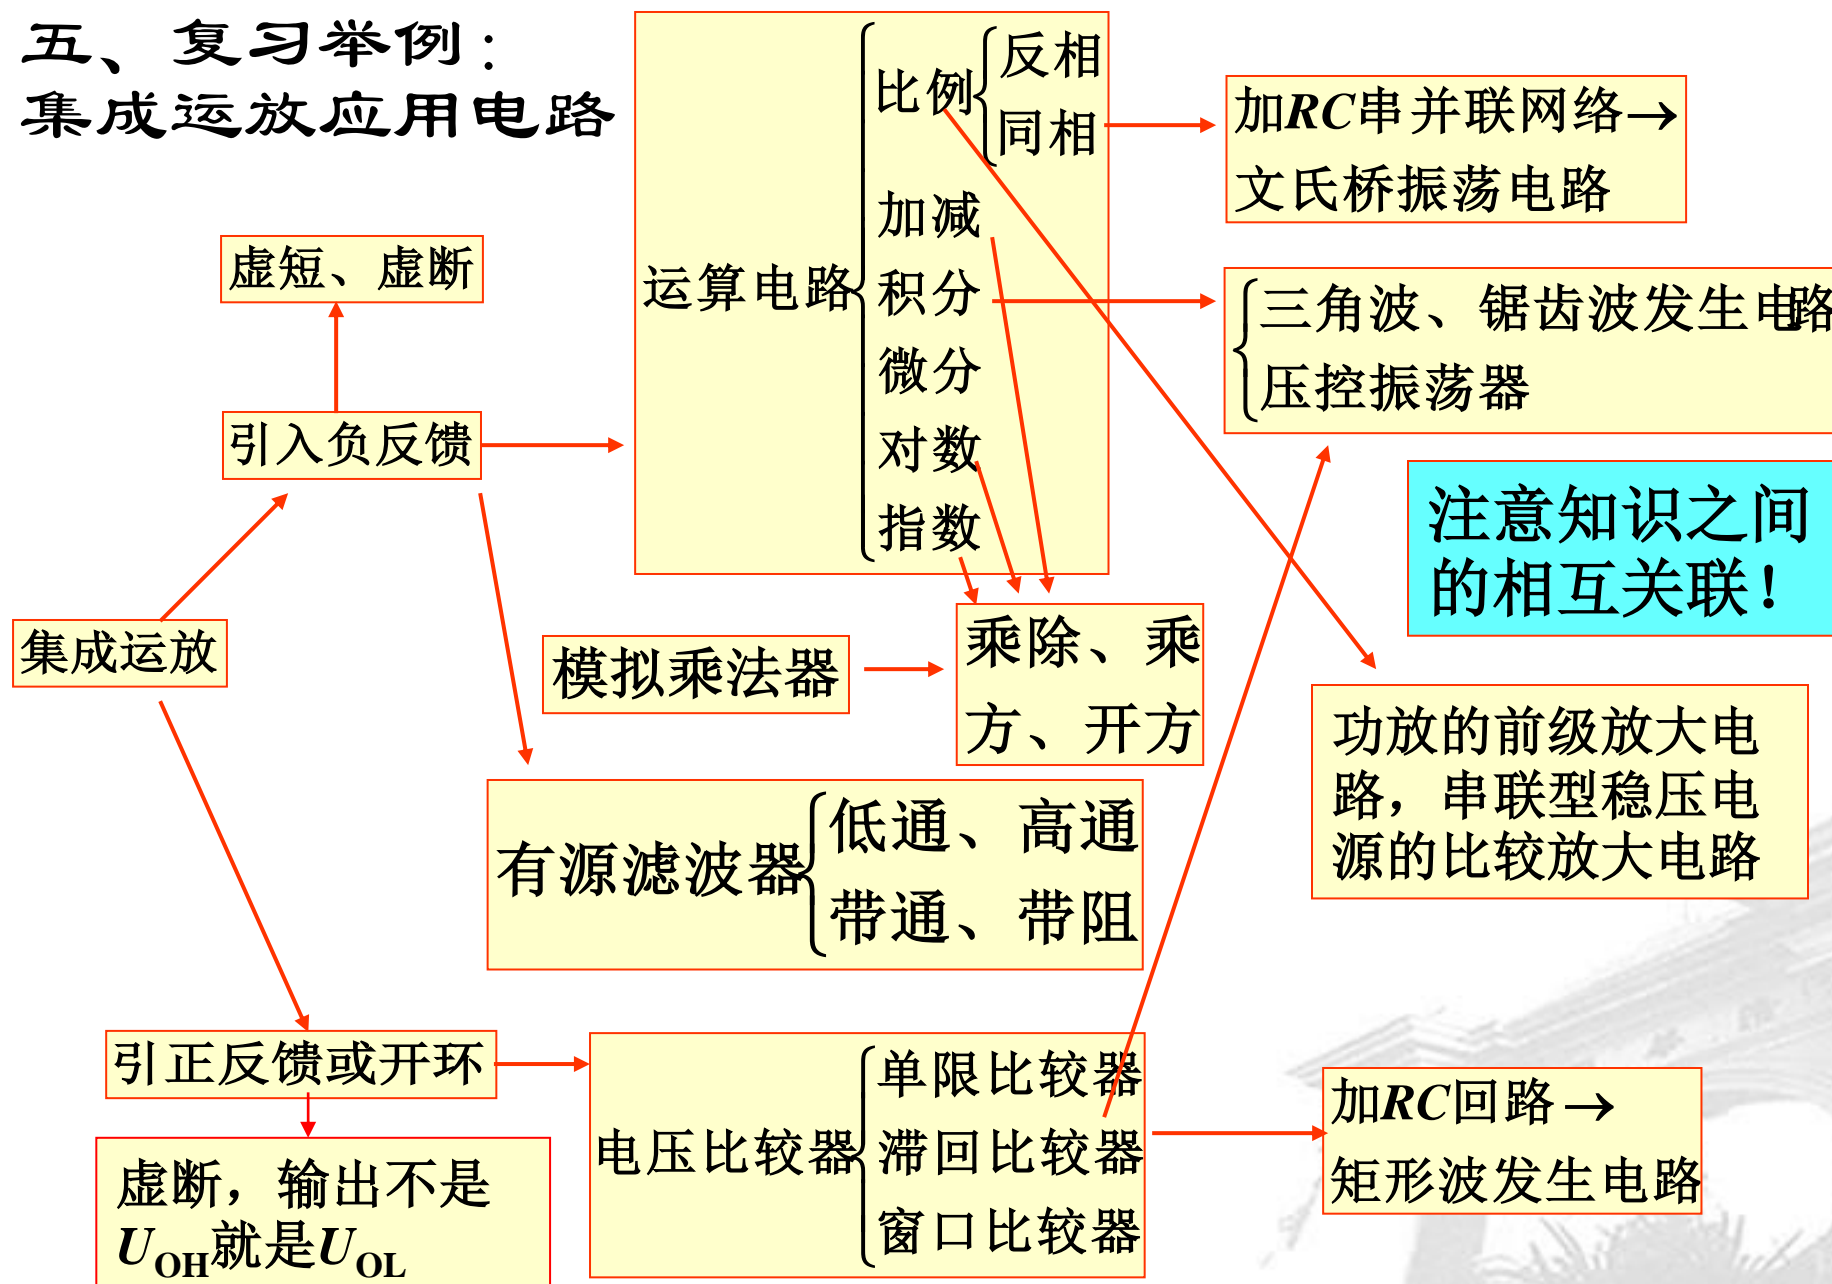 五、复习举例：
集成运放应用电路
运算电路
比例
反相
同相
加减
积分
微分
对数
指数
加RC串并联网络→
文氏桥振荡电路
虚短、虚断
三角波、锯齿波发生电路
压控振荡器
引入负反馈
注意知识之间
的相互关联！
集成运放
模拟乘法器
乘除、乘
方、开方
功放的前级放大电
路，串联型稳压电
源的比较放大电路
有源滤波器
低通、高通
带通、带阻
引正反馈或开环
电压比较器
单限比较器
滞回比较器
窗口比较器
加RC回路→
矩形波发生电路
虚断，输出不是
UOH就是UOL